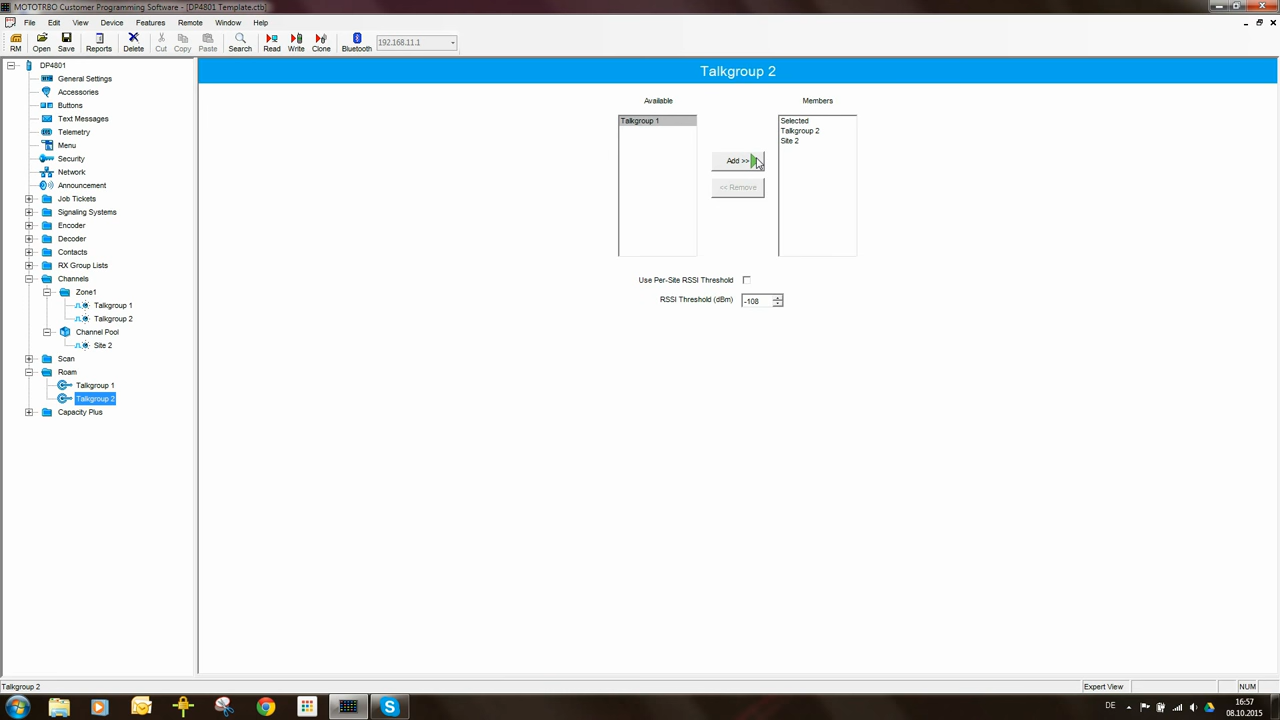 MOTOTRBO Customer Programming Software - [DP4801 Template.ctb]
File Edit View Device Features Remote Window Help
RM Open Save Reports Delete Cut Copy Paste Search Read Write Clone Bluetooth 192.168.11.1
DP4801
General Settings
Accessories
Buttons
Text Messages
Telemetry
Menu
Security
Network
Announcement
Job Tickets
Signaling Systems
Encoder
Decoder
Contacts
RX Group Lists
Channels
Zone1
Talkgroup 1
Talkgroup 2
Channel Pool
Site 2
Scan
Roam
Talkgroup 1
Talkgroup 2
Capacity Plus
Talkgroup 2
Available
Members
Talkgroup 1
Selected
Talkgroup 2
Site 2
Add >>
<< Remove
Use Per-Site RSSI Threshold
RSSI Threshold (dBm) -108
Talkgroup 2
Expert View
NUM
DE
16:57
08.10.2015